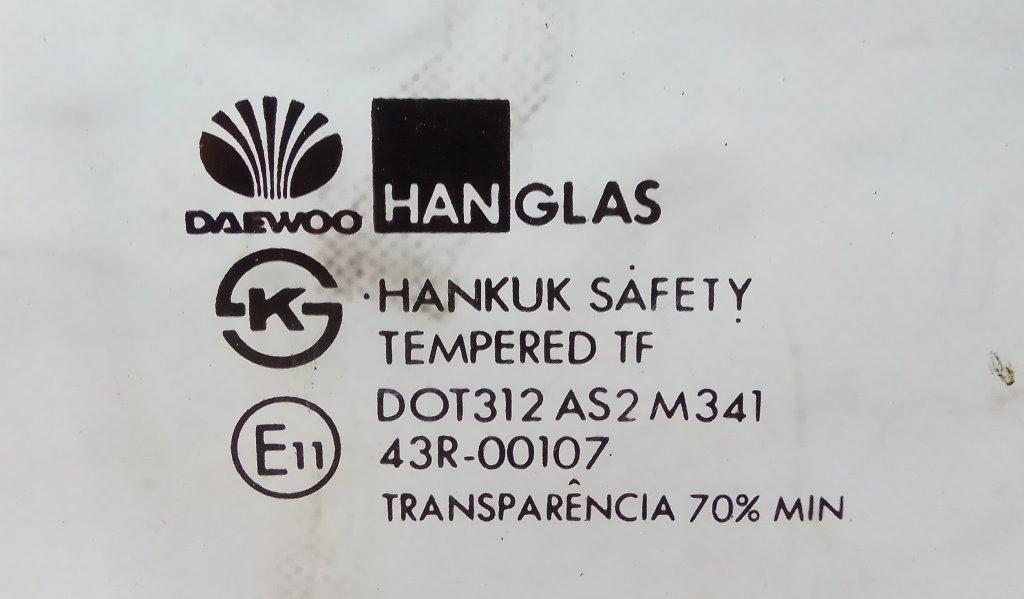 DAEWOO HANGLAS
K HANKUK SAFETY
TEMPERED TF
DOT312 AS2 M341
E11 43R-00107
TRANSPARÊNCIA 70% MIN